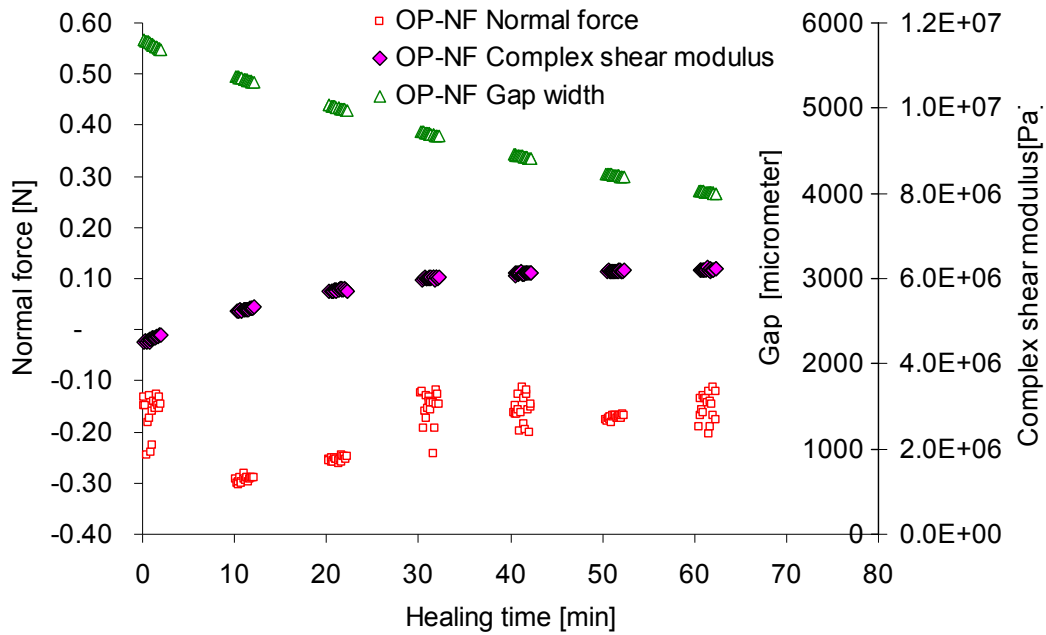 OP-NF Normal force
OP-NF Complex shear modulus
OP-NF Gap width
Normal force [N]
0.60
0.50
0.40
0.30
0.20
0.10
-
-0.10
-0.20
-0.30
-0.40
Gap [micrometer]
6000
5000
4000
3000
2000
1000
0
Complex shear modulus[Pa]
1.2E+07
1.0E+07
8.0E+06
6.0E+06
4.0E+06
2.0E+06
0.0E+00
0 10 20 30 40 50 60 70 80
Healing time [min]